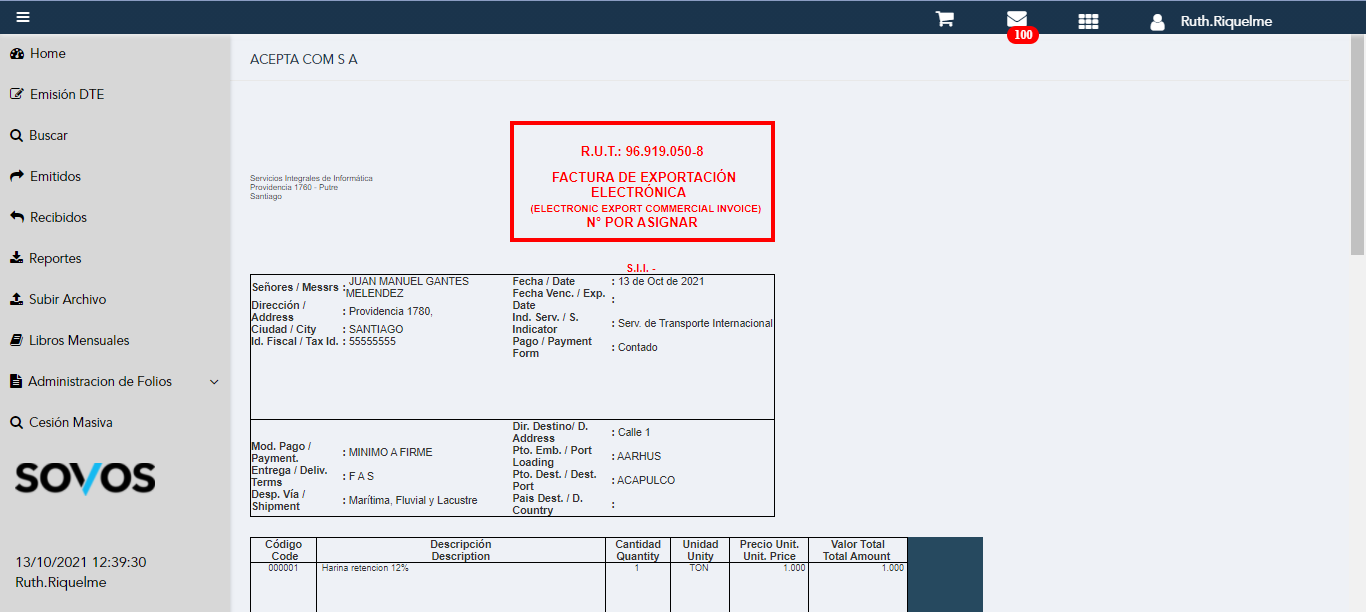 Ruth.Riquelme
100
Home
Emisión DTE
Buscar
Emitidos
Recibidos
Reportes
Subir Archivo
Libros Mensuales
Administracion de Folios
Cesión Masiva
SOVOS
13/10/2021 12:39:30
Ruth.Riquelme
ACEPTA COM S A
Servicios Integrales de Informática
Providencia 1760 - Putre
Santiago
R.U.T.: 96.919.050-8
FACTURA DE EXPORTACIÓN
ELECTRÓNICA
(ELECTRONIC EXPORT COMMERCIAL INVOICE)
N° POR ASIGNAR
S.I.I. -
Señores / Messrs : JUAN MANUEL GANTES
MELENDEZ
Dirección /
Address : Providencia 1780,
Ciudad / City : SANTIAGO
Id. Fiscal / Tax Id. : 55555555
Fecha / Date : 13 de Oct de 2021
Fecha Venc. / Exp.
Date :
Ind. Serv. / S.
Indicator : Serv. de Transporte Internacional
Pago / Payment
Form : Contado
Mod. Pago /
Payment. : MINIMO A FIRME
Entrega / Deliv.
Terms : F A S
Desp. Vía /
Shipment : Marítima, Fluvial y Lacustre
Dir. Destino/ D.
Address : Calle 1
Pto. Emb. / Port
Loading : AARHUS
Pto. Dest. / Dest.
Port : ACAPULCO
Pais Dest. / D.
Country :
Código Descripción Cantidad Unidad Precio Unit. Valor Total
Code Description Quantity Unity Unit. Price Total Amount
000001 Harina retencion 12% 1 TON 1.000 1.000